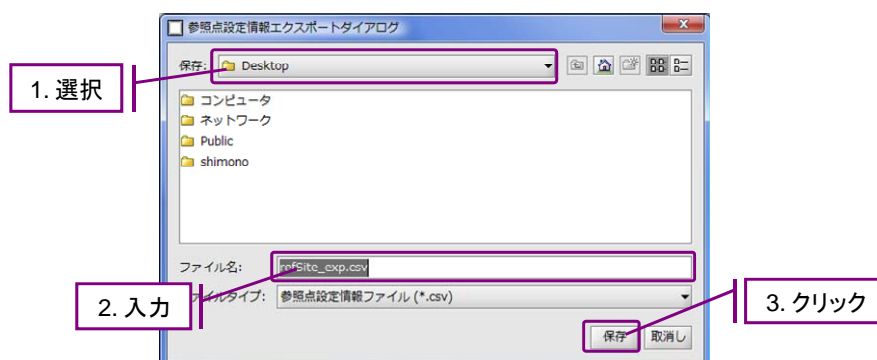 参照点設定情報エクスポートダイアログ
保存: Desktop
1. 選択
コンピュータ
ネットワーク
Public
shimono
ファイル名: refSite_exp.csv
ファイルタイプ: 参照点設定情報ファイル (*.csv)
2. 入力
3. クリック
保存 取消し